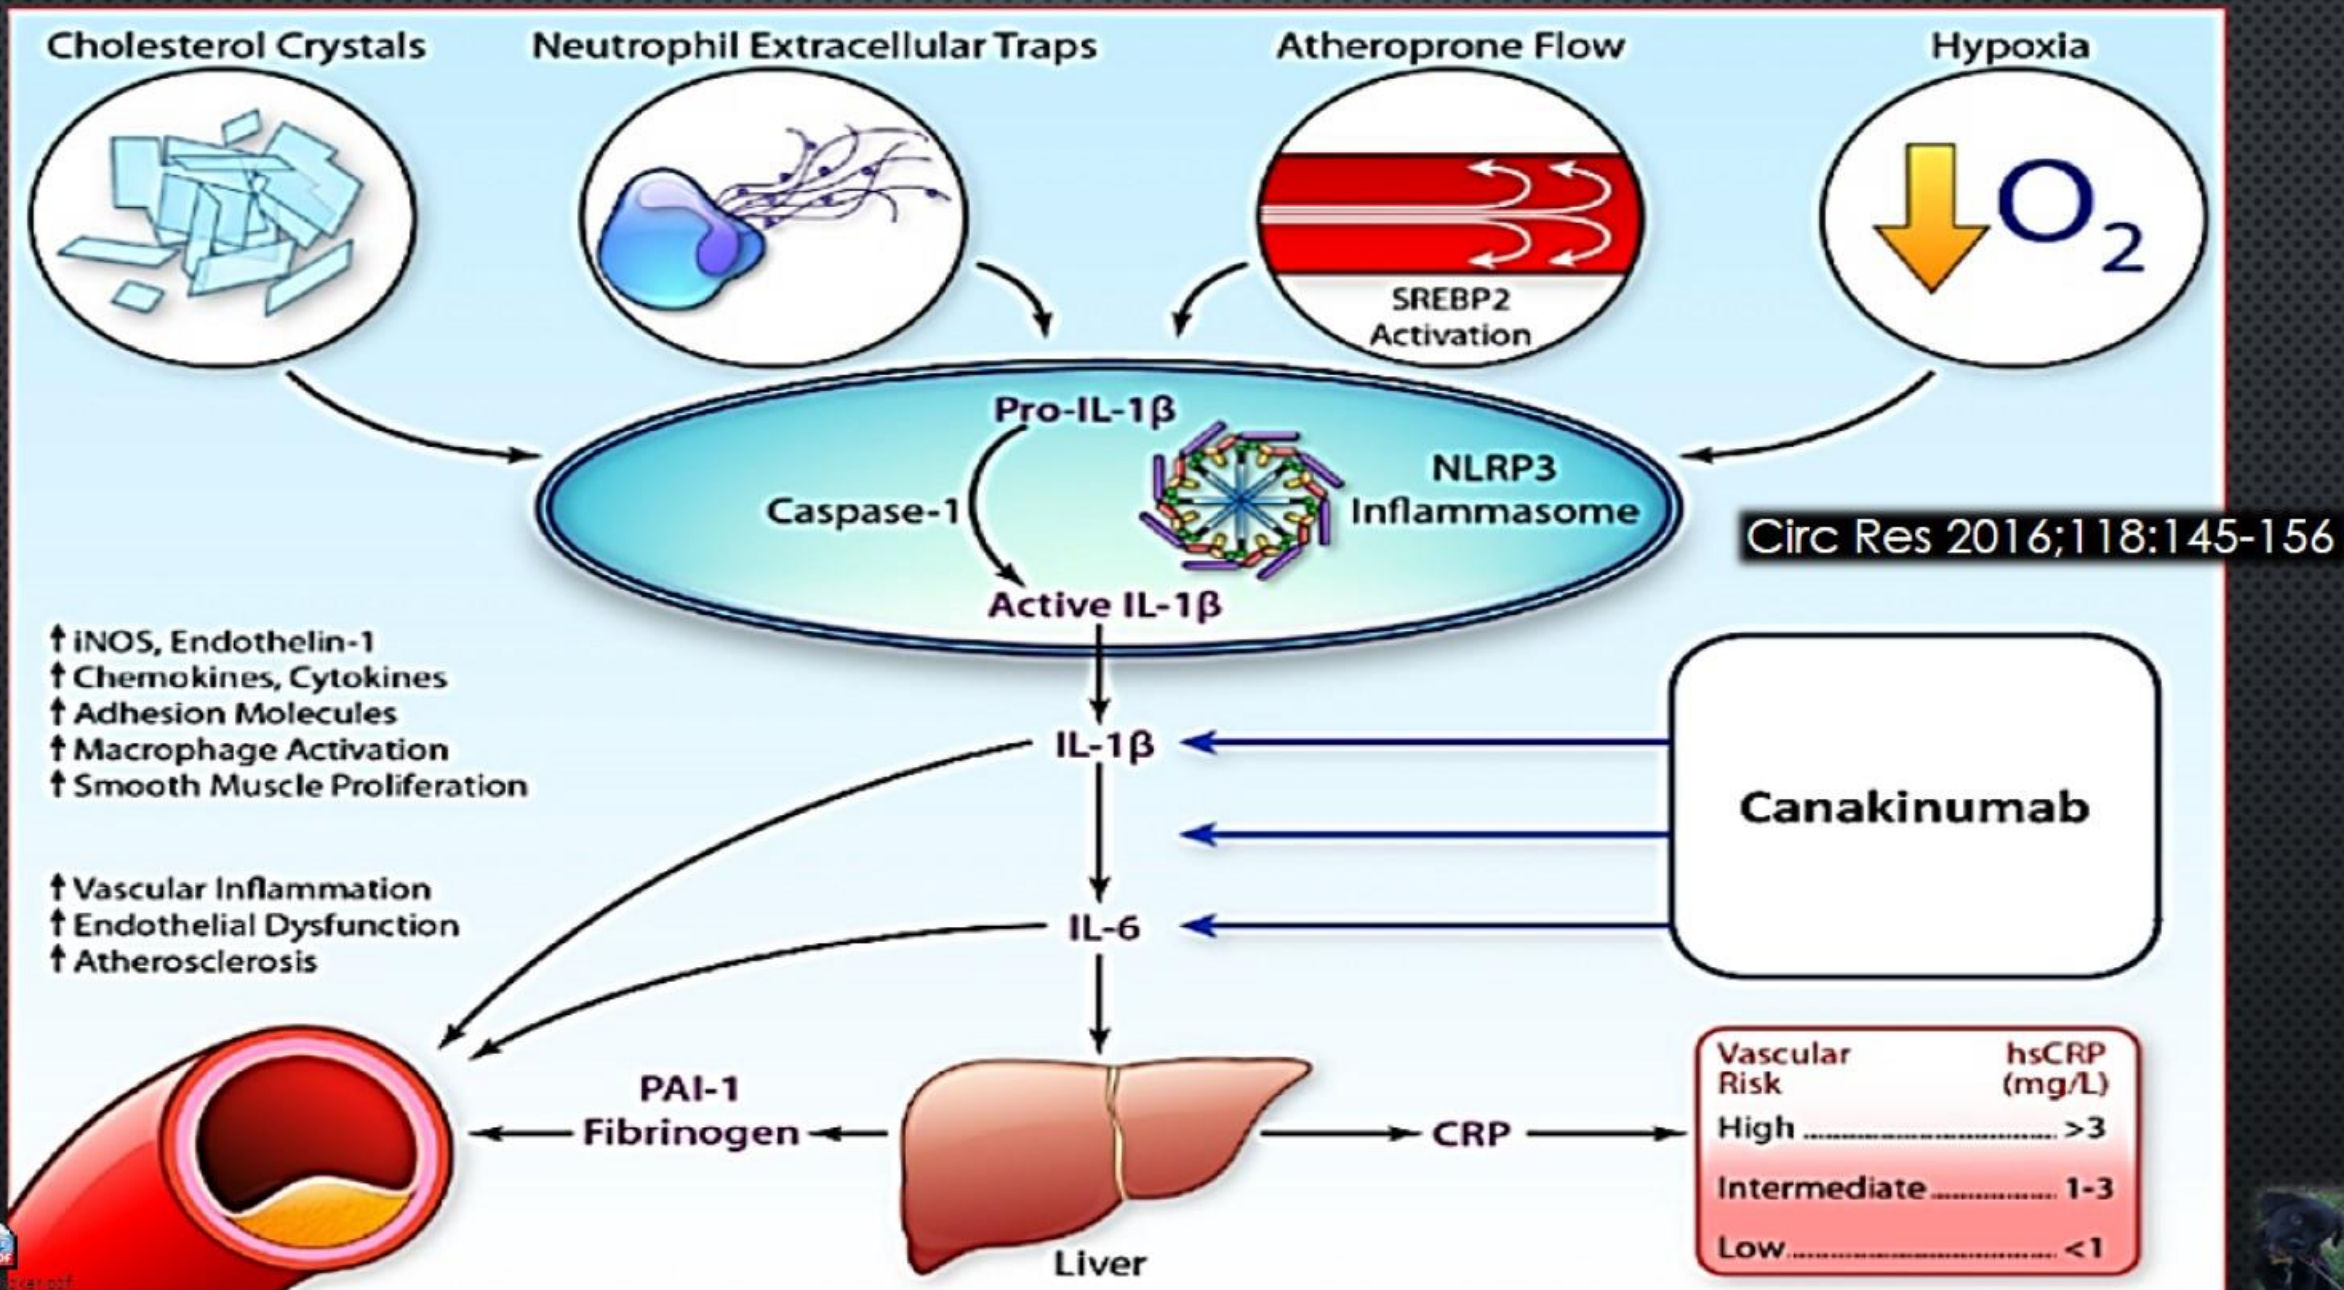 Cholesterol Crystals
Neutrophil Extracellular Traps
Atheroprone Flow
Hypoxia
SREBP2
Activation
O2
Pro-IL-1β
Caspase-1
NLRP3
Inflammasome
Active IL-1β
Circ Res 2016;118:145-156
↑ iNOS, Endothelin-1
↑ Chemokines, Cytokines
↑ Adhesion Molecules
↑ Macrophage Activation
↑ Smooth Muscle Proliferation
IL-1β
Canakinumab
↑ Vascular Inflammation
↑ Endothelial Dysfunction
↑ Atherosclerosis
IL-6
PAI-1
Fibrinogen
Liver
CRP
Vascular Risk hsCRP (mg/L)
High >3
Intermediate 1-3
Low <1